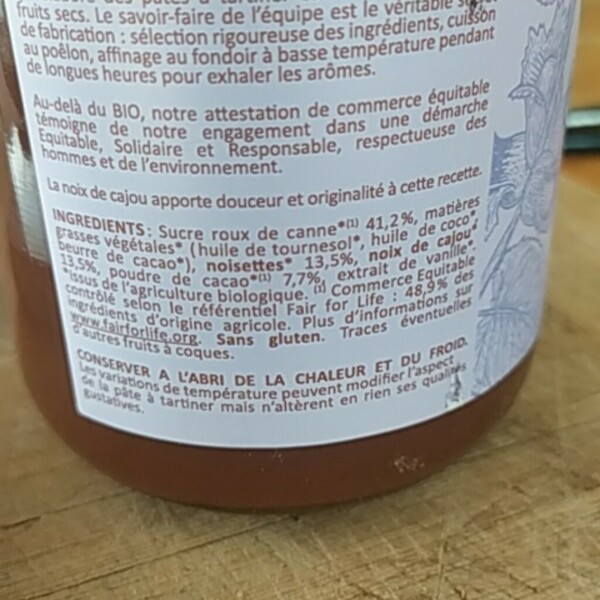 fruits secs. Le savoir-faire de l'équipe est le véritable
de fabrication : sélection rigoureuse des ingrédients, cuisson
au poêlon, affinage au fondoir à basse température pendant
de longues heures pour exhaler les arômes.
Au-delà du BIO, notre attestation de commerce équitable
témoigne de notre engagement dans une démarche
Equitable, Solidaire et Responsable, respectueuse des
hommes et de l'environnement.
La noix de cajou apporte douceur et originalité à cette recette.
INGREDIENTS : Sucre roux de canne*(1) 41,2%, matières
grasses végétales* (huile de tournesol*, huile de coco*,
beurre de cacao*), noisettes* 13,5%, noix de cajou*
13,5%, poudre de cacao*(1) 7,7%, extrait de vanille*.
*Issus de l'agriculture biologique. (1) Commerce Equitable
contrôlé selon le référentiel Fair for Life : 48,9% des
ingrédients d'origine agricole. Plus d'informations sur
www.fairforlife.org. Sans gluten. Traces éventuelles
d'autres fruits à coques.
CONSERVER A L'ABRI DE LA CHALEUR ET DU FROID.
Les variations de température peuvent modifier l'aspect
de la pâte à tartiner mais n'altèrent en rien ses qualités
gustatives.